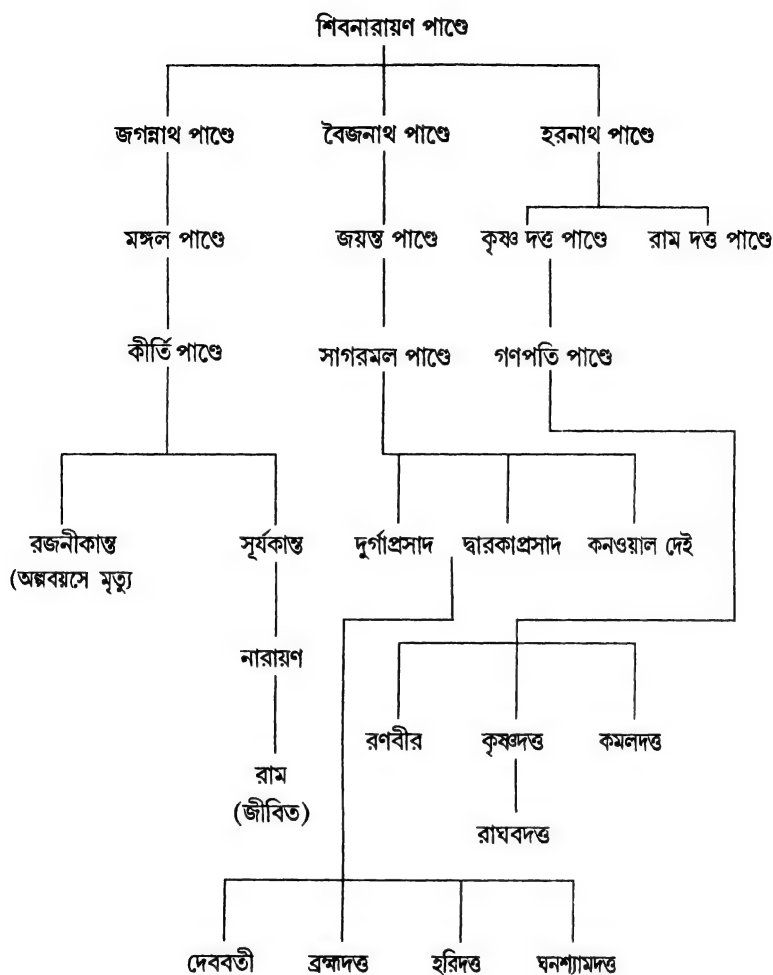 শিবনারায়ণ পাণ্ডে
জগন্নাথ পাণ্ডে বৈজনাথ পাণ্ডে হরনাথ পাণ্ডে
মঙ্গল পাণ্ডে জয়ন্ত পাণ্ডে কৃষ্ণ দত্ত পাণ্ডে রাম দত্ত পাণ্ডে
কীর্তি পাণ্ডে সাগরমল পাণ্ডে গণপতি পাণ্ডে
রজনীকান্ত সূর্যকান্ত দুর্গাপ্রসাদ দ্বারকাপ্রসাদ কনওয়াল দেই
(অল্পবয়সে মৃত্যু
নারায়ণ
রণবীর কৃষ্ণদত্ত কমলদত্ত
রাম
(জীবিত)
রাঘবদত্ত
দেববতী ব্রহ্মদত্ত হরিদত্ত ঘনশ্যামদত্ত